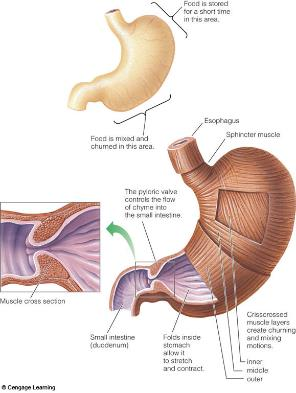 Food is stored
for a short time
in this area.
Food is mixed and
churned in this area.
Esophagus
Sphincter muscle
The pyloric valve
controls the flow
of chyme into
the small intestine.
Muscle cross section
Small intestine
(duodenum)
Folds inside
stomach
allow it
to stretch
and contract.
Crisscrossed
muscle layers
create churning
and mixing
motions.
inner
middle
outer
© Cengage Learning